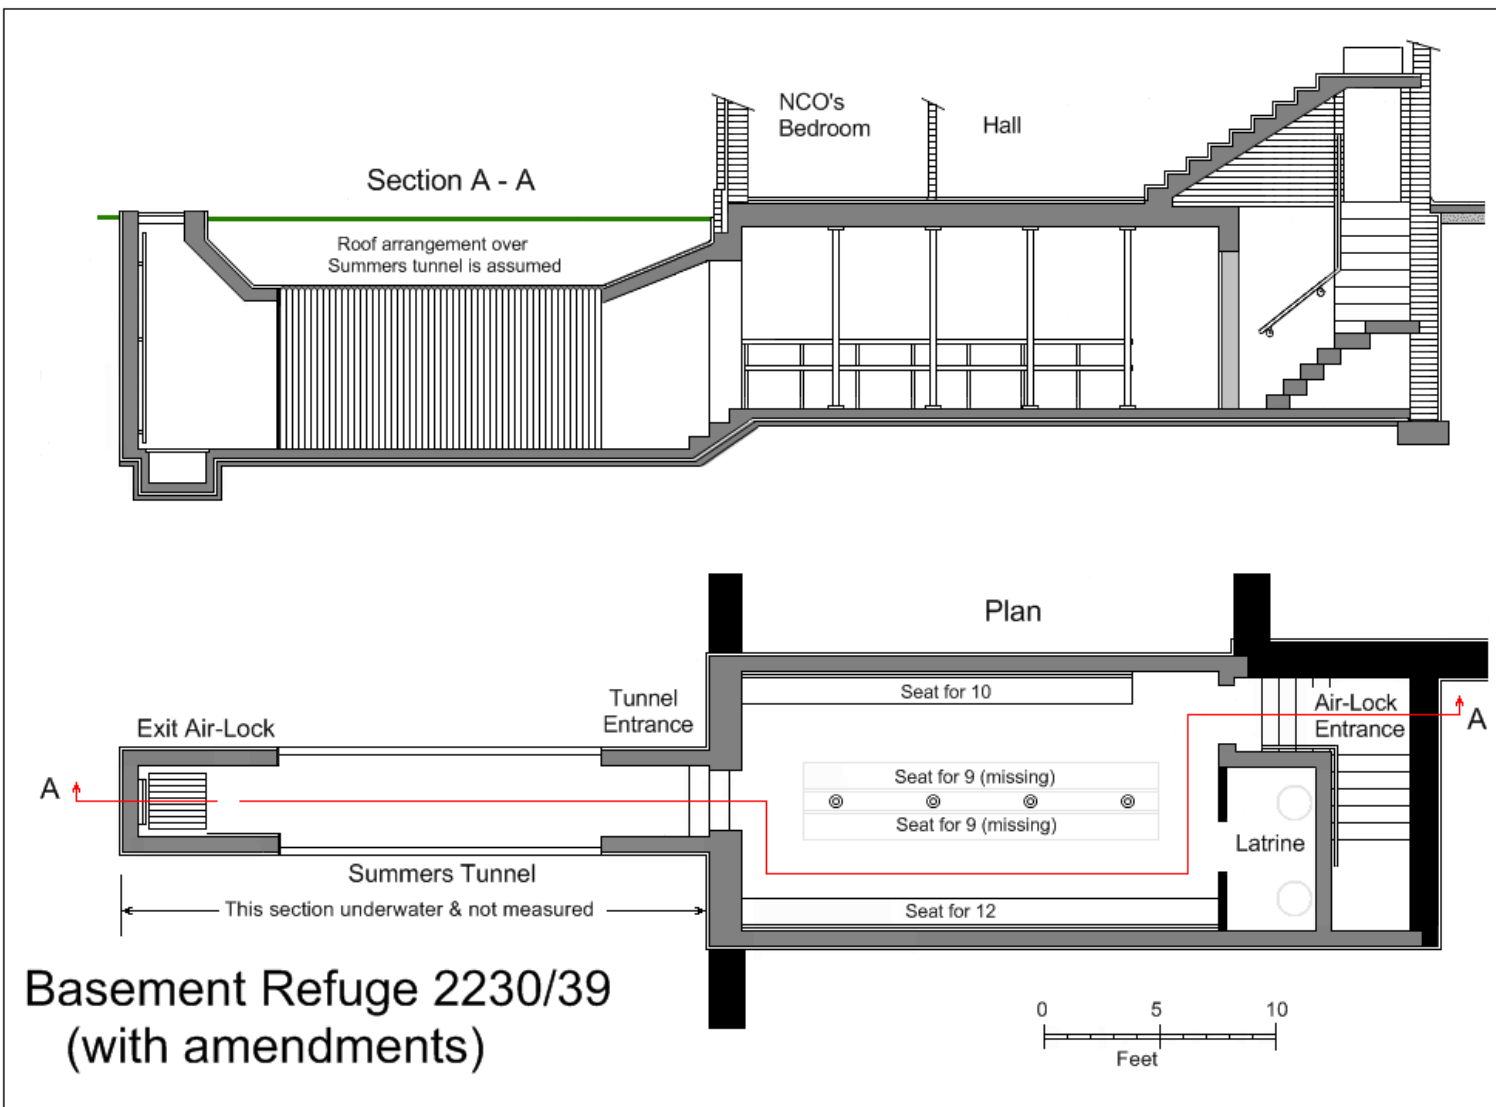 NCO's
Bedroom
Hall
Section A - A
Roof arrangement over
Summers tunnel is assumed
Plan
Seat for 10
Tunnel
Entrance
Exit Air-Lock
Air-Lock
Entrance
A
A
Seat for 9 (missing)
Seat for 9 (missing)
Latrine
Summers Tunnel
This section underwater & not measured
Seat for 12
Basement Refuge 2230/39
(with amendments)
0 5 10
Feet